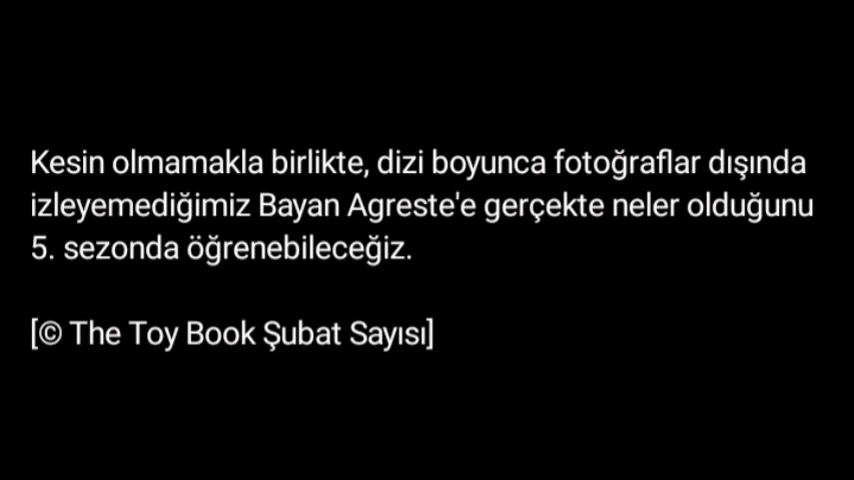 Kesin olmamakla birlikte, dizi boyunca fotoğraflar dışında
izleyemediğimiz Bayan Agreste'e gerçekte neler olduğunu
5. sezonda öğrenebileceğiz.
[© The Toy Book Şubat Sayısı]